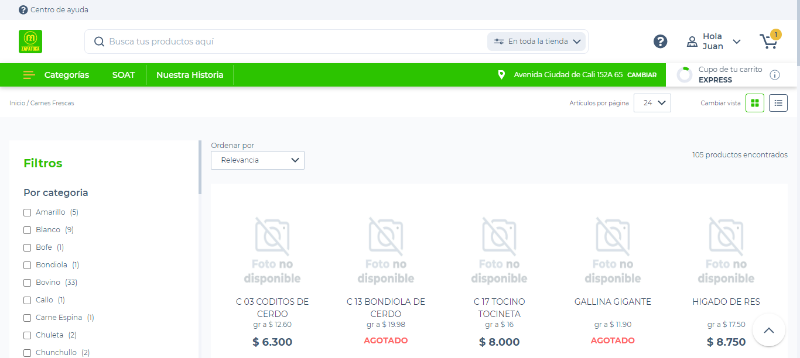 Centro de ayuda
Busca tus productos aquí
En toda la tienda
Hola
Juan
1
Categorías
SOAT
Nuestra Historia
Avenida Ciudad de Cali 152A 65 CAMBIAR
Cupo de tu carrito
EXPRESS
Inicio / Carnes Frescas
Artículos por página
24
Cambiar vista
Filtros
Por categoría
Amarillo (5)
Blanco (9)
Bofe (1)
Bondiola (1)
Bovino (33)
Callo (1)
Carne Espina (1)
Chuleta (2)
Chunchullo (2)
Ordenar por
Relevancia
105 productos encontrados
Foto no
disponible
C 03 CODITOS DE
CERDO
gr a $ 12.60
$ 6.300
Foto no
disponible
C 13 BONDIOLA DE
CERDO
gr a $ 19.98
AGOTADO
Foto no
disponible
C 17 TOCINO
TOCINETA
gr a $ 16
$ 8.000
Foto no
disponible
GALLINA GIGANTE
gr a $ 11.90
AGOTADO
Foto no
disponible
HIGADO DE RES
gr a $ 17.50
$ 8.750